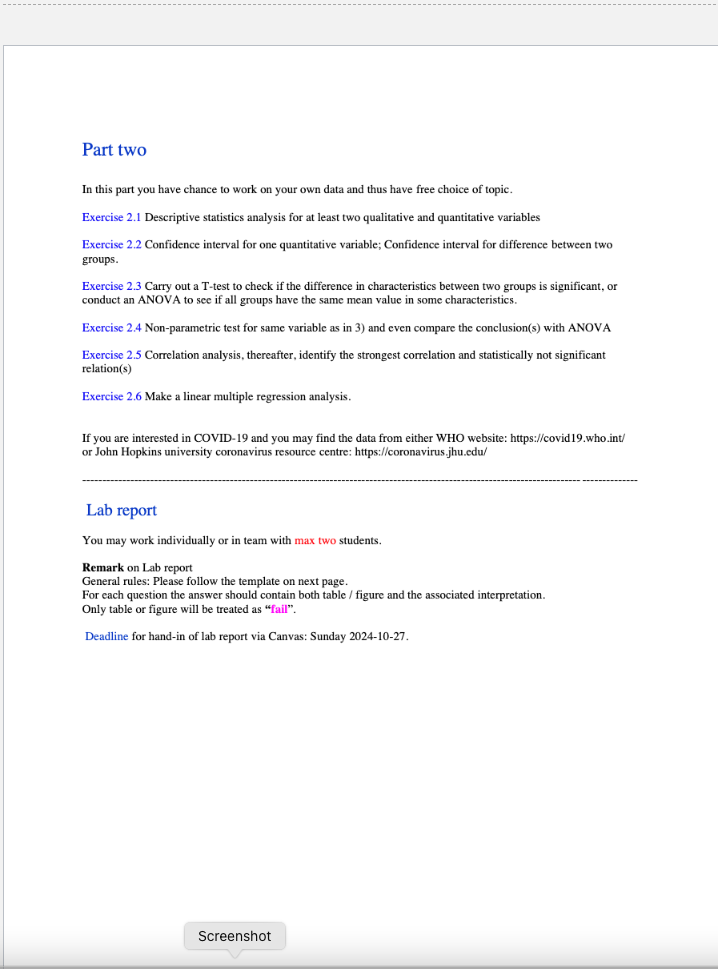 Part two
In this part you have chance to work on your own data and thus have free choice of topic.
Exercise 2.1 Descriptive statistics analysis for at least two qualitative and quantitative variables
Exercise 2.2 Confidence interval for one quantitative variable; Confidence interval for difference between two
groups.
Exercise 2.3 Carry out a T-test to check if the difference in characteristics between two groups is significant, or
conduct an ANOVA to see if all groups have the same mean value in some characteristics.
Exercise 2.4 Non-parametric test for same variable as in 3) and even compare the conclusion(s) with ANOVA
Exercise 2.5 Correlation analysis, thereafter, identify the strongest correlation and statistically not significant
relation(s)
Exercise 2.6 Make a linear multiple regression analysis.
If you are interested in COVID-19 and you may find the data from either WHO website: https://covid19.who.int/
or John Hopkins university coronavirus resource centre: https://coronavirus.jhu.edu/
Lab report
You may work individually or in team with max two students.
Remark on Lab report
General rules: Please follow the template on next page.
For each question the answer should contain both table / figure and the associated interpretation.
Only table or figure will be treated as “fail”.
Deadline for hand-in of lab report via Canvas: Sunday 2024-10-27.
Screenshot